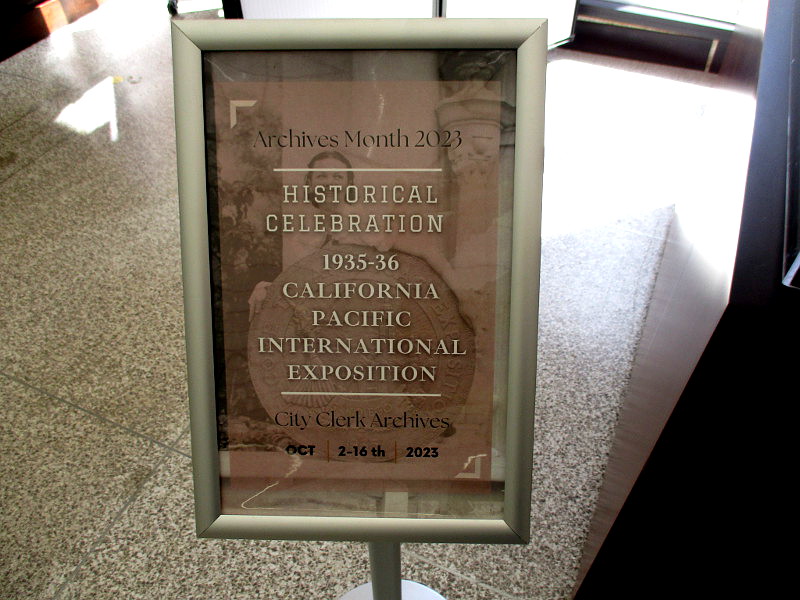 Archives Month 2023
HISTORICAL
CELEBRATION
1935-36
CALIFORNIA
PACIFIC
INTERNATIONAL
EXPOSITION
City Clerk Archives
OCT | 2-16 th | 2023